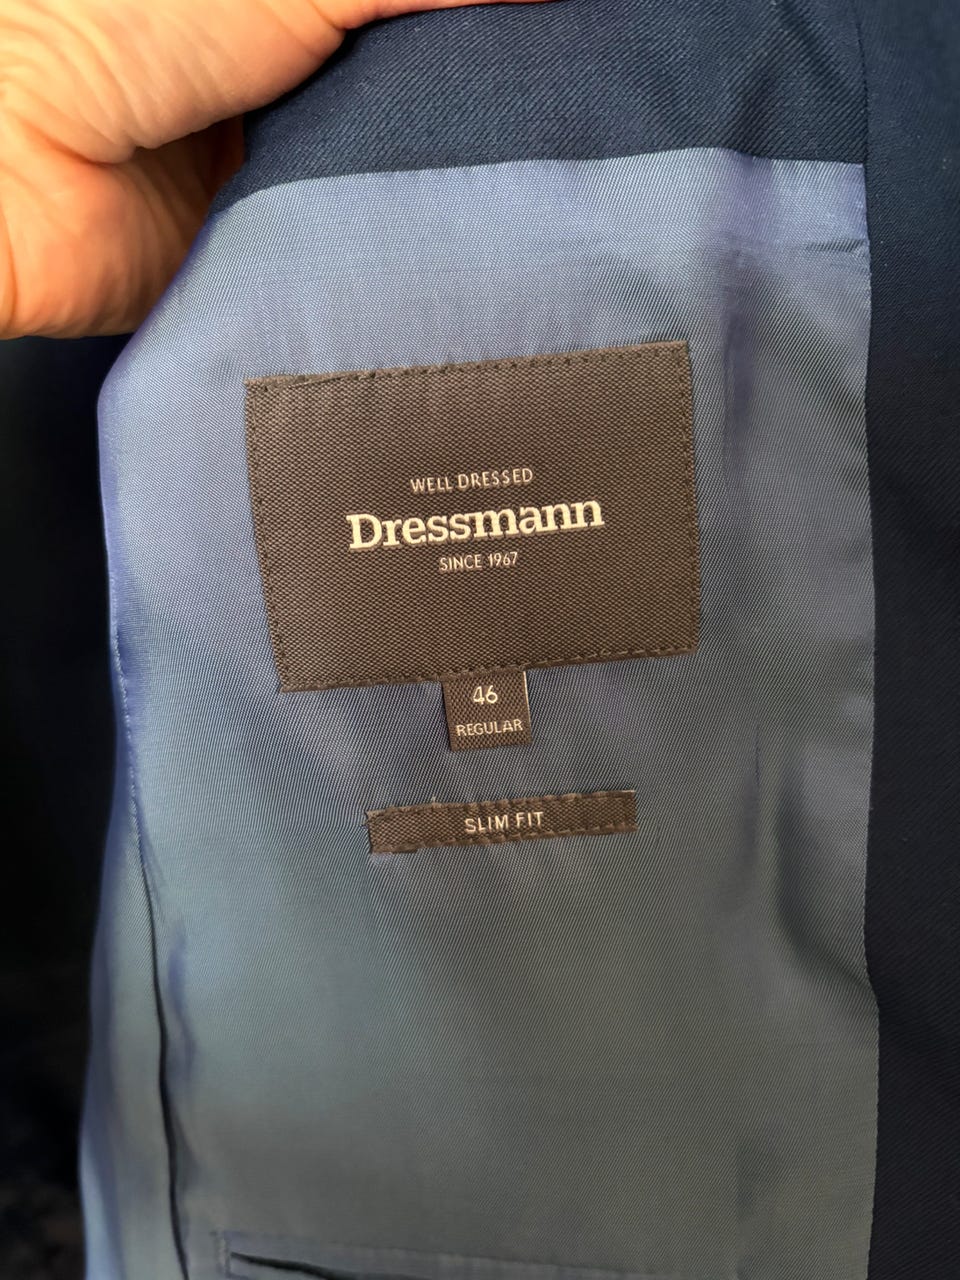 WELL DRESSED
Dressmann
SINCE 1967
46
REGULAR
SLIM FIT